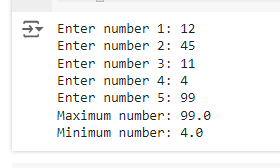 Enter number 1: 12
Enter number 2: 45
Enter number 3: 11
Enter number 4: 4
Enter number 5: 99
Maximum number: 99.0
Minimum number: 4.0